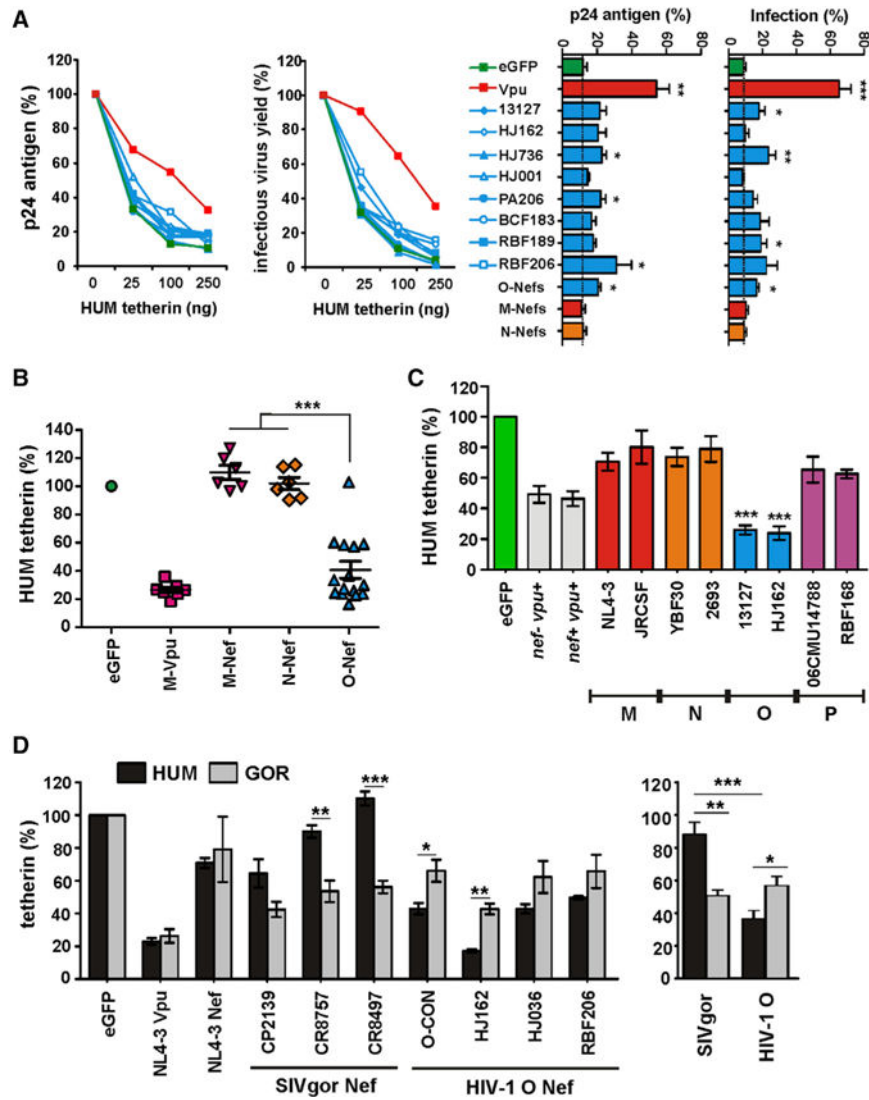 A
p24 antigen (%)
120
100
80
60
40
20
0
0 25 100 250
HUM tetherin (ng)
infectious virus yield (%)
120
100
80
60
40
20
0
0 25 100 250
HUM tetherin (ng)
eGFP
Vpu
13127
HJ162
HJ736
HJ001
PA206
BCF183
RBF189
RBF206
O-Nefs
M-Nefs
N-Nefs
p24 antigen (%)
0 20 40 60 80
**
*
*
*
*
Infection (%)
0 20 40 60 80
***
*
**
*
*
B
HUM tetherin (%)
140
120
100
80
60
40
20
0
***
eGFP
M-Vpu
M-Nef
N-Nef
O-Nef
C
HUM tetherin (%)
120
100
80
60
40
20
0
*** ***
eGFP
nef- vpu+
nef+ vpu+
NL4-3
JRCSF
YBF30
2693
13127
HJ162
06CMU14788
RBF168
M N O P
D
HUM GOR
tetherin (%)
120
100
80
60
40
20
0
** *** * **
eGFP
NL4-3 Vpu
NL4-3 Nef
CP2139
CR8757
CR8497
O-CON
HJ162
HJ036
RBF206
SIVgor Nef HIV-1 O Nef
120
100
80
60
40
20
0
***
**
*
SIVgor
HIV-1 O